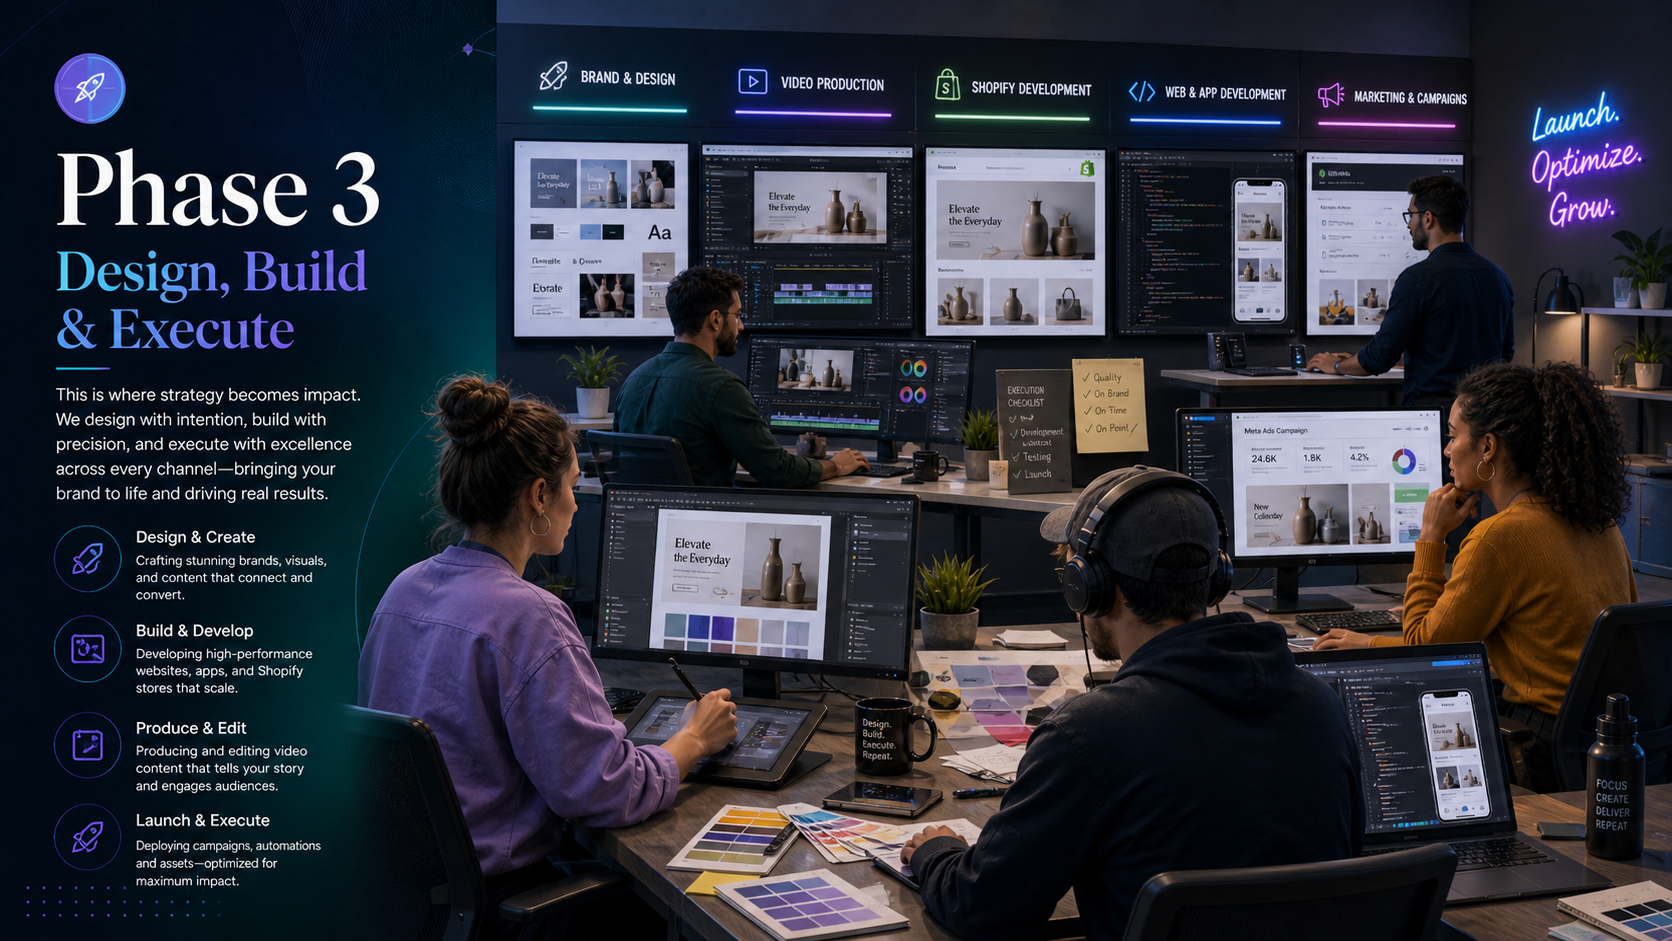 Phase 3
Design, Build
& Execute
This is where strategy becomes impact.
We design with intention, build with
precision, and execute with excellence
across every channel—bringing your
brand to life and driving real results.
Design & Create
Crafting stunning brands, visuals,
and content that connect and
convert.
Build & Develop
Developing high-performance
websites, apps, and Shopify
stores that scale.
Produce & Edit
Producing and editing video
content that tells your story
and engages audiences.
Launch & Execute
Deploying campaigns, automations
and assets—optimized for
maximum impact.
BRAND & DESIGN
VIDEO PRODUCTION
SHOPIFY DEVELOPMENT
WEB & APP DEVELOPMENT
MARKETING & CAMPAIGNS
Launch.
Optimize.
Grow.
Elevate
Aa
Elevate
the Everyday
Elevate
the Everyday
EXECUTION
CHECKLIST
Development
Testing
Launch
✓ Quality
✓ On Brand
✓ On Time
✓ On Point
Meta Ads Campaign
24.6K
1.8K
4.2%
New
Elevate
the Everyday
Design.
Build.
Execute.
Repeat.
FOCUS
CREATE
DELIVER
REPEAT